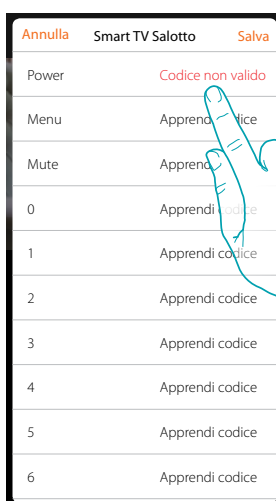 Annulla Smart TV Salotto Salva
Power Codice non valido
Menu Apprendi codice
Mute Apprendi
0 Apprendi codice
1 Apprendi codice
2 Apprendi codice
3 Apprendi codice
4 Apprendi codice
5 Apprendi codice
6 Apprendi codice